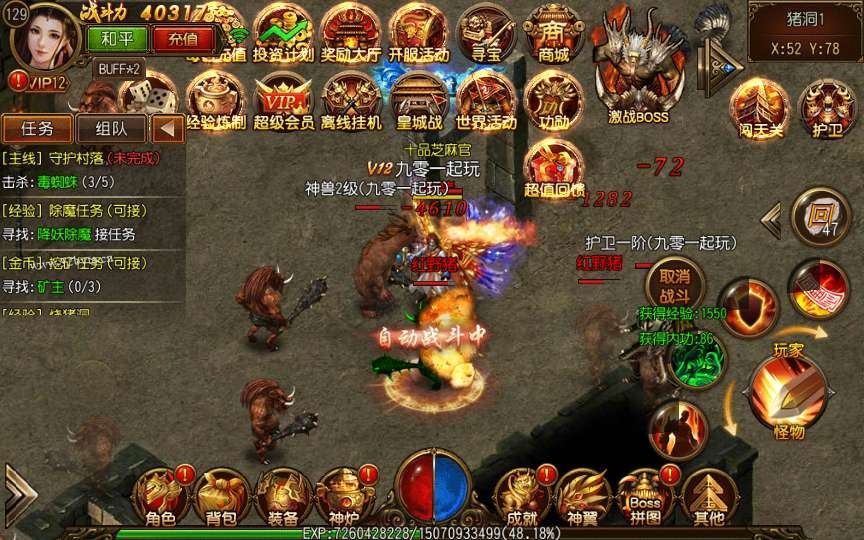 129
战斗力 40317
和平
充值
VIP12
BUFF*2
投资计划
奖励大厅
开服活动
寻宝
商城
激战BOSS
猪洞1
X:52 Y:78
经验炼制
超级会员
离线挂机
皇城战
世界活动
功勋
闯天关
护卫
超值回馈
任务
组队
[主线] 守护村落(未完成)
击杀:毒蜘蛛(3/5)
[经验] 除魔任务(可接)
寻找:降妖除魔 接任务
[金币] 挖矿任务(可接)
寻找:矿主(0/3)
十品芝麻官
V12 九零一起玩
神兽2级(九零一起玩)
-4610
-72
1282
红野猪
护卫一阶(九零一起玩)
红野猪
回
47
取消战斗
获得经验:1550
获得内功:86
自动战斗中
玩家
怪物
角色
背包
装备
神炉
成就
神翼
Boss
拼图
其他
EXP:7260428228/15070933499(48.18%)